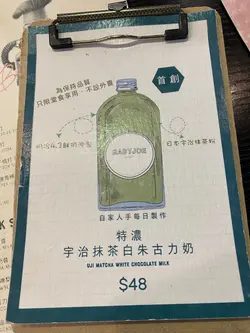 為保持品質
只限堂食享用、不設外賣
首創
BABYJOE
日本宇治抹茶粉
自家人手每日製作
特濃
宇治抹茶白朱古力奶
UJI MATCHA WHITE CHOCOLATE MILK
$48